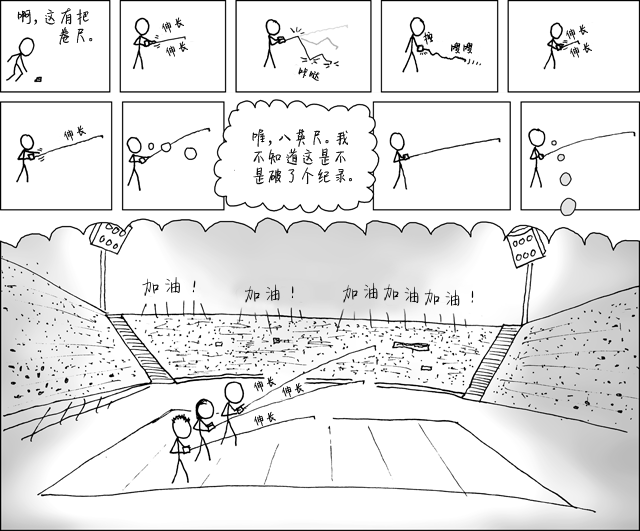 啊，这有把
卷尺。
伸长
伸长
咔哒
按
嗖嗖
伸长
伸长
伸长
唯，八英尺。我
不知道这是不
是破了个纪录。
加油！
加油！
加油加油加油！
伸长
伸长
伸长